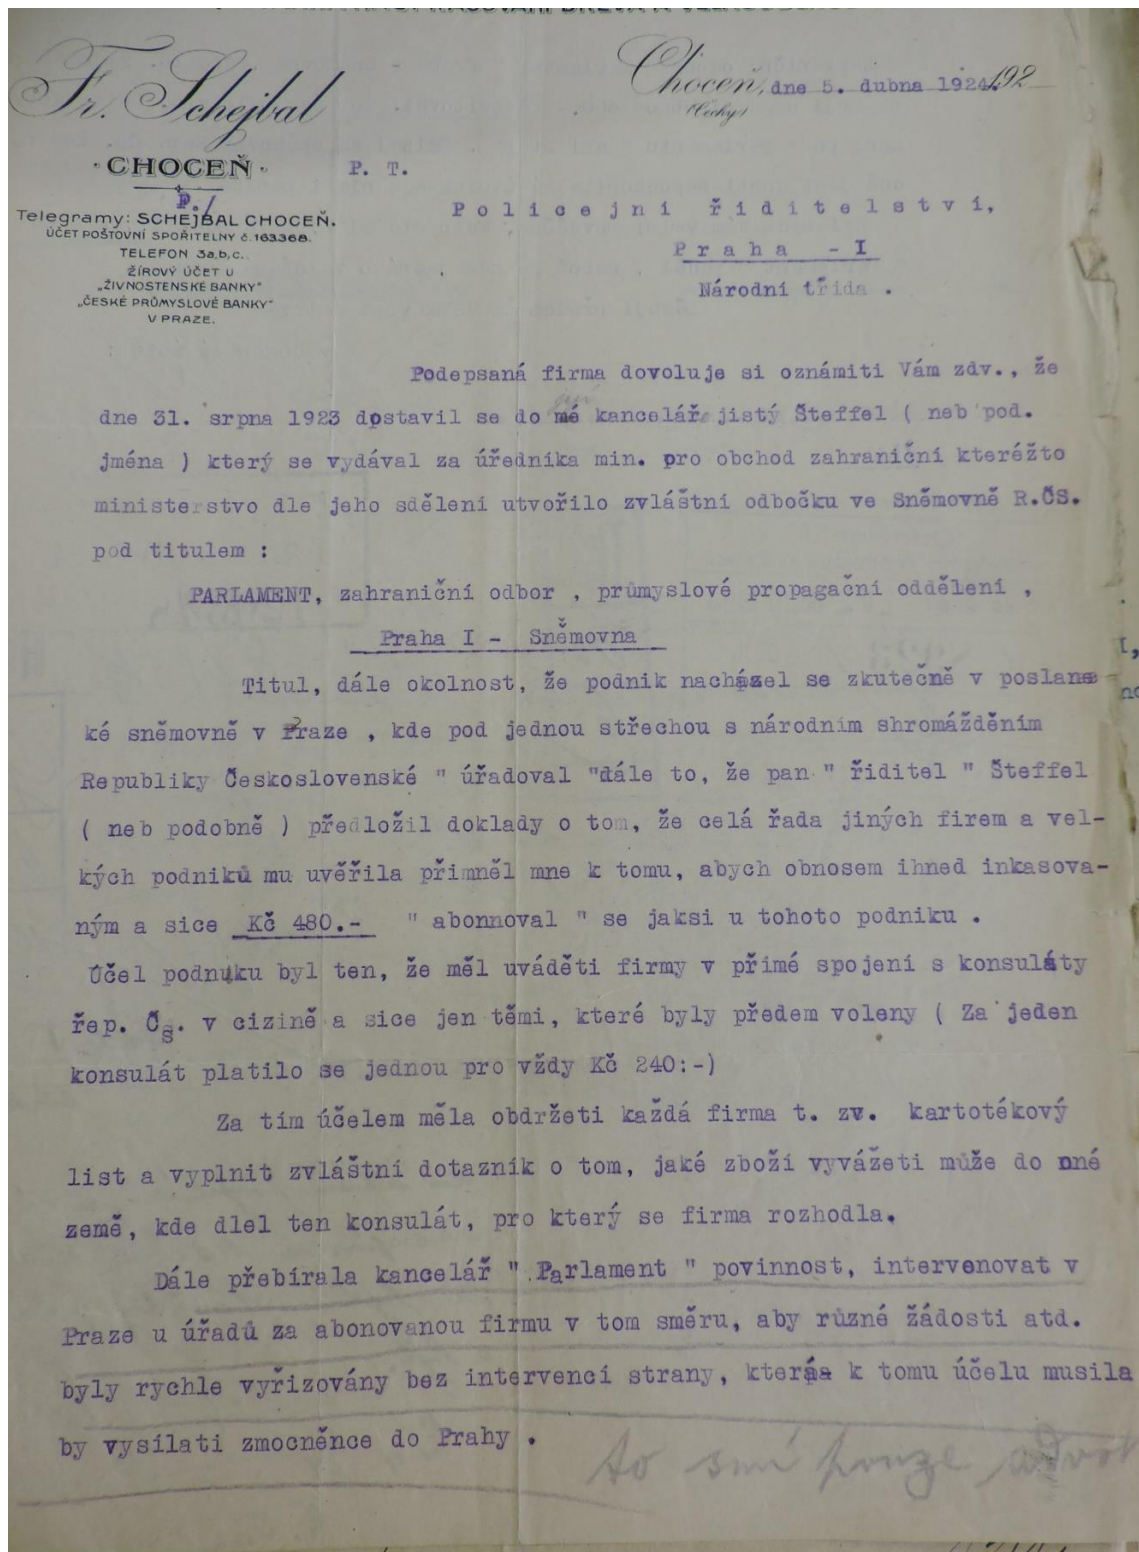 Fr. Schejbal
· CHOCEŇ ·
F./
Telegramy: SCHEJBAL CHOCEŇ.
ÚČET POŠTOVNÍ SPOŘITELNY č. 163368.
TELEFON 3a,b,c.
ŽÍROVÝ ÚČET U
„ŽIVNOSTENSKÉ BANKY"
„ČESKÉ PRŮMYSLOVÉ BANKY"
V PRAZE.
Choceň, dne 5. dubna 1924. 192
(Čechy)
P. T.
Policejní řiditelství,
Praha - I
Národní třída .
Podepsaná firma dovoluje si oznámiti Vám zdv., že
dne 31. srpna 1923 dostavil se do mé kanceláře jistý Šteffel ( neb pod.
jména ) který se vydával za úředníka min. pro obchod zahraniční kteréžto
ministerstvo dle jeho sdělení utvořilo zvláštní odbočku ve Sněmovně R.ČS.
pod titulem :
PARLAMENT, zahraniční odbor , průmyslové propagační oddělení ,
Praha I - Sněmovna
Titul, dále okolnost, že podnik nacházel se zkutečně v poslane=
ké sněmovně v Praze , kde pod jednou střechou s národním shromážděním
Republiky Československé " úřadoval "dále to, že pan " řiditel " Šteffel
( neb podobně ) předložil doklady o tom, že celá řada jiných firem a vel-
kých podniků mu uvěřila přimněl mne k tomu, abych obnosem ihned inkasova-
ným a sice Kč 480.- " abonnoval " se jaksi u tohoto podniku .
Účel podnuku byl ten, že měl uváděti firmy v přímé spojení s konsuláty
řep. Čs. v cizině a sice jen těmi, které byly předem voleny ( Za jeden
konsulát platilo se jednou pro vždy Kč 240:-)
Za tím účelem měla obdržeti každá firma t. zv. kartotékový
list a vyplnit zvláštní dotazník o tom, jaké zboží vyvážeti může do oné
země, kde dlel ten konsulát, pro který se firma rozhodla.
Dále přebírala kancelář " Parlament " povinnost, intervenovat v
Praze u úřadů za abonovanou firmu v tom směru, aby různé žádosti atd.
byly rychle vyřizovány bez intervencí strany, která k tomu účelu musila
by vysílati zmocněnce do Prahy .
to smí pouze